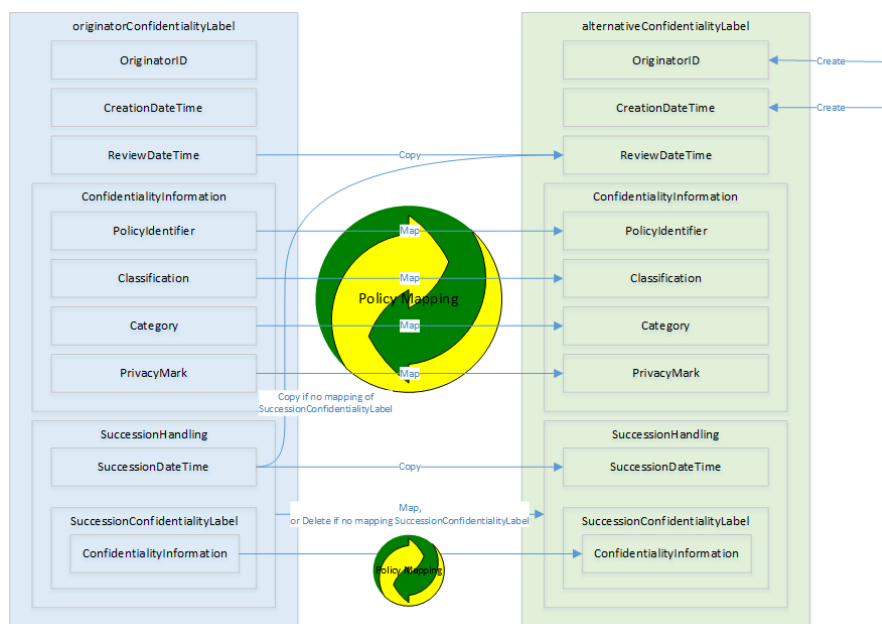 originatorConfidentialityLabel
alternativeConfidentialityLabel
OriginatorID
OriginatorID
Create
CreationDateTime
CreationDateTime
Create
ReviewDateTime
Copy
ReviewDateTime
ConfidentialityInformation
ConfidentialityInformation
PolicyIdentifier
Map
PolicyIdentifier
Classification
Map
Classification
Policy Mapping
Category
Map
Category
PrivacyMark
Map
PrivacyMark
Copy if no mapping of
SuccessionConfidentialityLabel
SuccessionHandling
SuccessionHandling
SuccessionDateTime
Copy
SuccessionDateTime
Map,
or Delete if no mapping SuccessionConfidentialityLabel
SuccessionConfidentialityLabel
SuccessionConfidentialityLabel
ConfidentialityInformation
ConfidentialityInformation
Policy Mapping